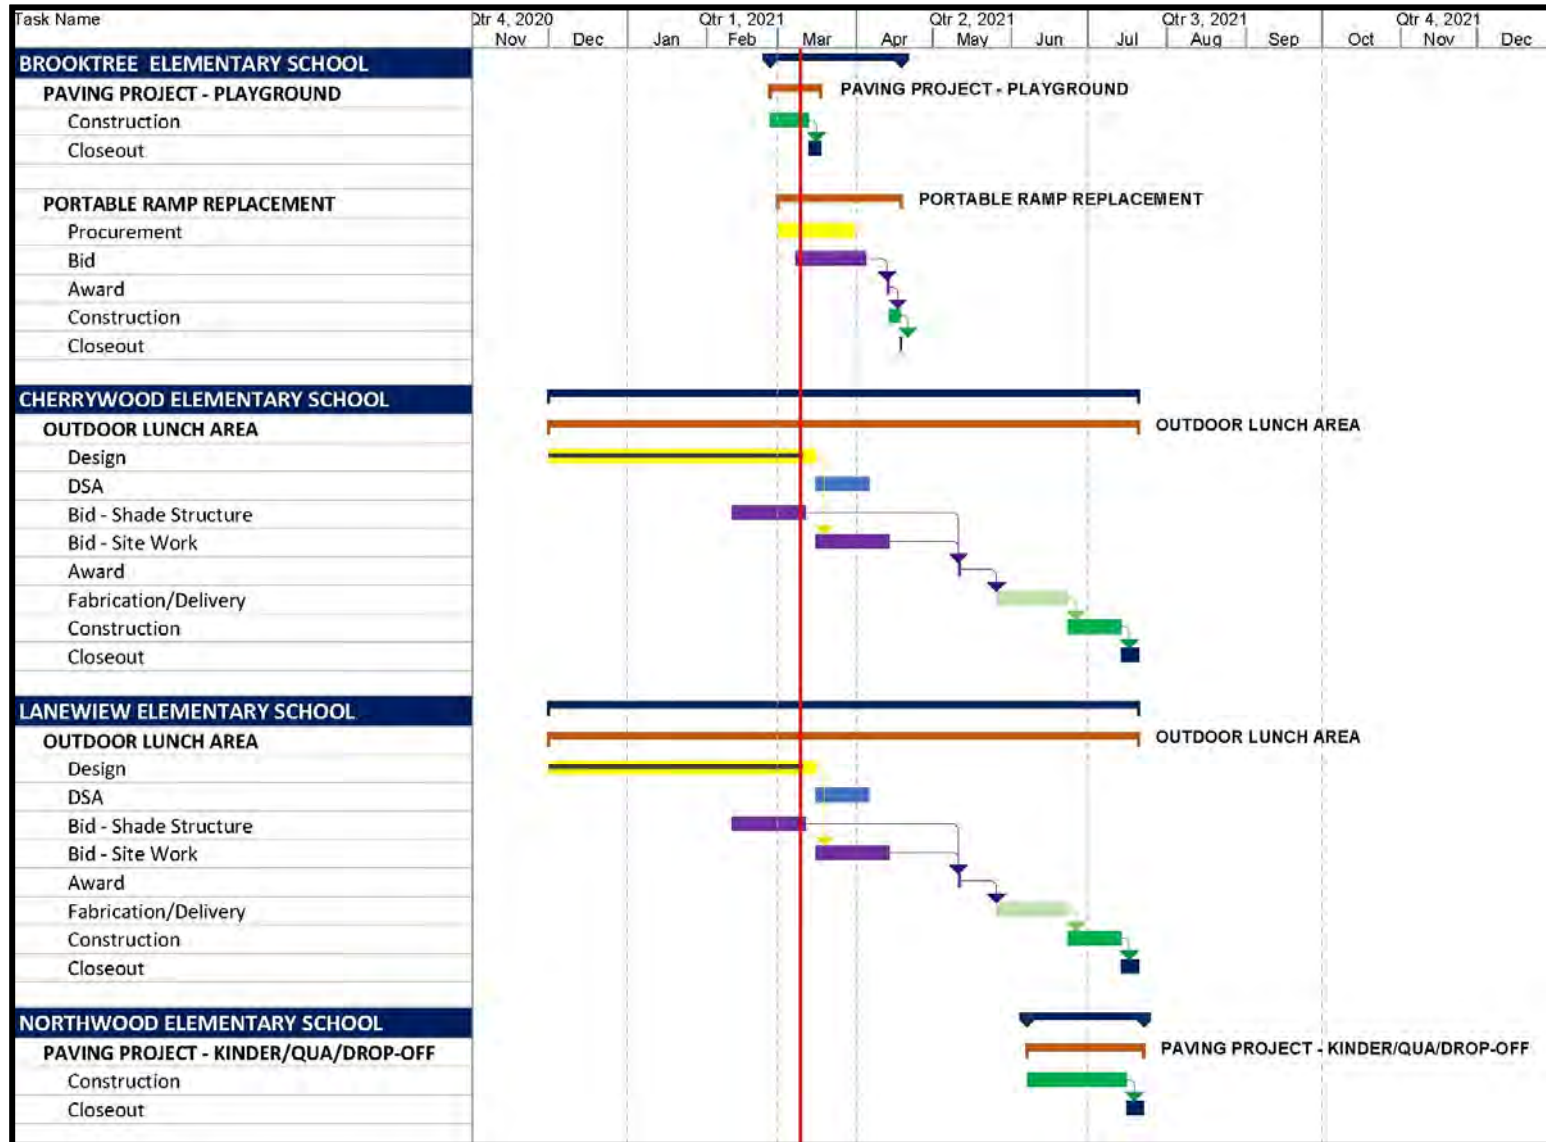 Task Name
Qtr 4, 2020 Qtr 1, 2021 Qtr 2, 2021 Qtr 3, 2021 Qtr 4, 2021
Nov Dec Jan Feb Mar Apr May Jun Jul Aug Sep Oct Nov Dec
BROOKTREE ELEMENTARY SCHOOL
PAVING PROJECT - PLAYGROUND PAVING PROJECT - PLAYGROUND
Construction
Closeout
PORTABLE RAMP REPLACEMENT PORTABLE RAMP REPLACEMENT
Procurement
Bid
Award
Construction
Closeout
CHERRYWOOD ELEMENTARY SCHOOL
OUTDOOR LUNCH AREA OUTDOOR LUNCH AREA
Design
DSA
Bid - Shade Structure
Bid - Site Work
Award
Fabrication/Delivery
Construction
Closeout
LANEWIEW ELEMENTARY SCHOOL
OUTDOOR LUNCH AREA OUTDOOR LUNCH AREA
Design
DSA
Bid - Shade Structure
Bid - Site Work
Award
Fabrication/Delivery
Construction
Closeout
NORTHWOOD ELEMENTARY SCHOOL
PAVING PROJECT - KINDER/QUA/DROP-OFF PAVING PROJECT - KINDER/QUA/DROP-OFF
Construction
Closeout